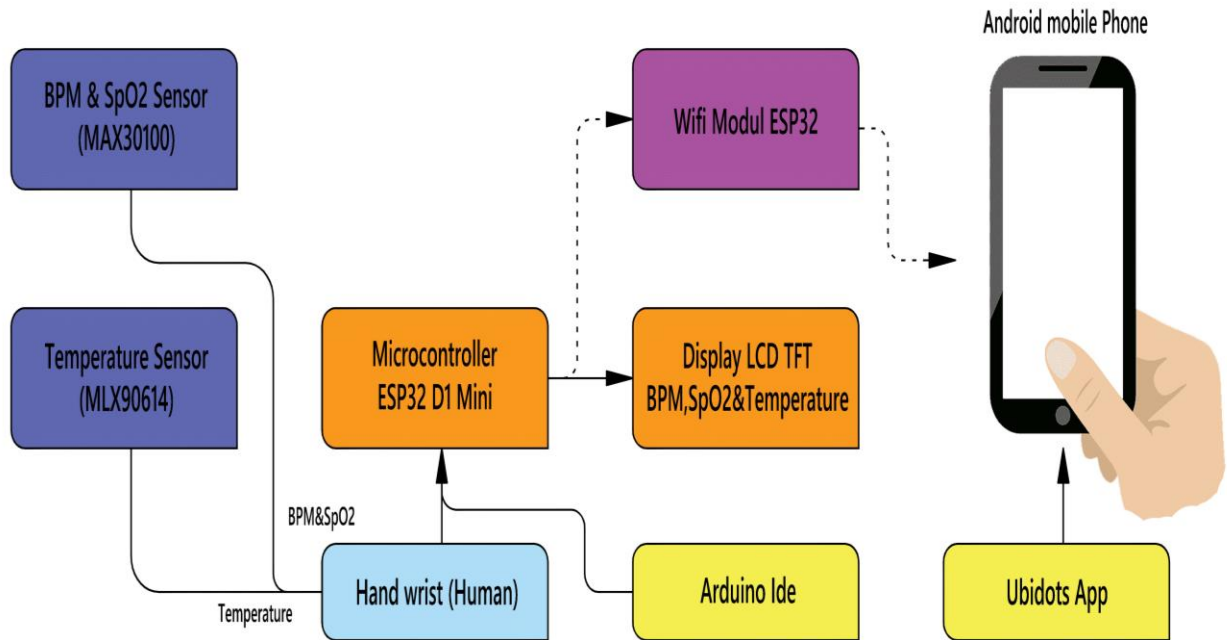 Android mobile Phone
BPM & SpO2 Sensor
(MAX30100)
Wifi Modul ESP32
Temperature Sensor
(MLX90614)
Microcontroller
ESP32 D1 Mini
Display LCD TFT
BPM,SpO2&Temperature
BPM&SpO2
Temperature
Hand wrist (Human)
Arduino Ide
Ubidots App